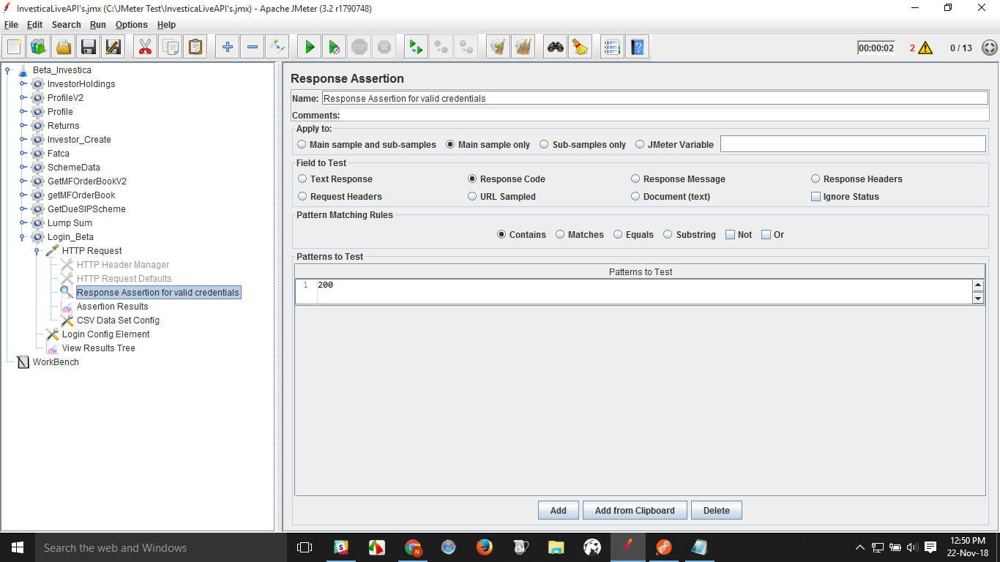 InvesticaLiveAPI's.jmx (C:\JMeter Test\InvesticaLiveAPI's.jmx) - Apache JMeter (3.2 r1790748)
File Edit Search Run Options Help
00:00:02 2 0 / 13
Beta_Investica
InvestorHoldings
ProfileV2
Profile
Returns
Investor_Create
Fatca
SchemeData
GetMFOrderBookV2
getMFOrderBook
GetDueSIPScheme
Lump Sum
Login_Beta
HTTP Request
HTTP Header Manager
HTTP Request Defaults
Response Assertion for valid credentials
Assertion Results
CSV Data Set Config
Login Config Element
View Results Tree
WorkBench
Response Assertion
Name: Response Assertion for valid credentials
Comments:
Apply to:
Main sample and sub-samples Main sample only Sub-samples only JMeter Variable
Field to Test
Text Response Response Code Response Message Response Headers
Request Headers URL Sampled Document (text) Ignore Status
Pattern Matching Rules
Contains Matches Equals Substring Not Or
Patterns to Test
Patterns to Test
1 200
Add Add from Clipboard Delete
Search the web and Windows
12:50 PM
22-Nov-18